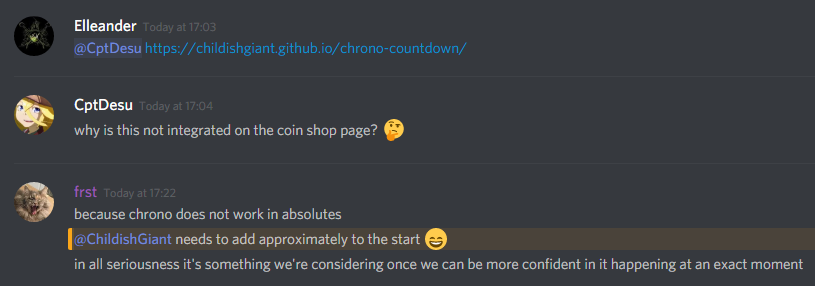 Elleander Today at 17:03
@CptDesu https://childishgiant.github.io/chrono-countdown/
CptDesu Today at 17:04
why is this not integrated on the coin shop page? 🤔
frst Today at 17:22
because chrono does not work in absolutes
@ChildishGiant needs to add approximately to the start 😄
in all seriousness it's something we're considering once we can be more confident in it happening at an exact moment